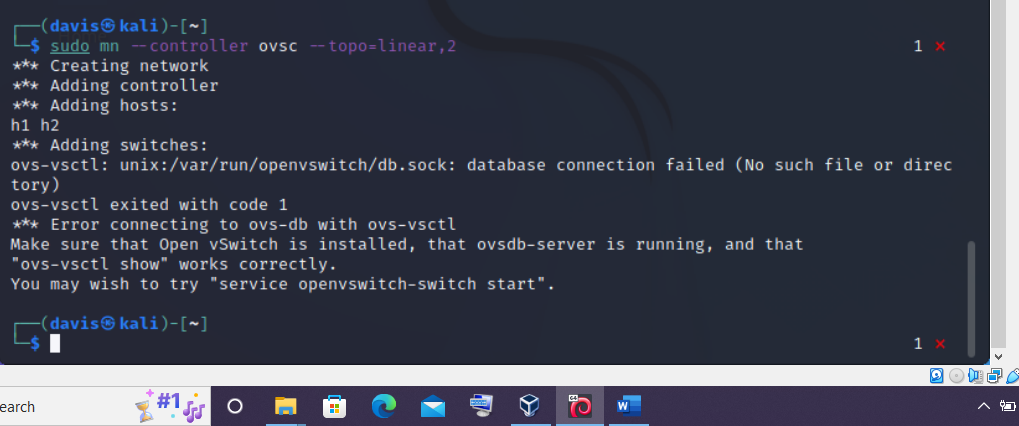 ┌──(davis㉿kali)-[~]
└─$ sudo mn --controller ovsc --topo=linear,2 1 ⨯
*** Creating network
*** Adding controller
*** Adding hosts:
h1 h2
*** Adding switches:
ovs-vsctl: unix:/var/run/openvswitch/db.sock: database connection failed (No such file or direc
tory)
ovs-vsctl exited with code 1
*** Error connecting to ovs-db with ovs-vsctl
Make sure that Open vSwitch is installed, that ovsdb-server is running, and that
"ovs-vsctl show" works correctly.
You may wish to try "service openvswitch-switch start".
┌──(davis㉿kali)-[~]
└─$ 1 ⨯
earch #1